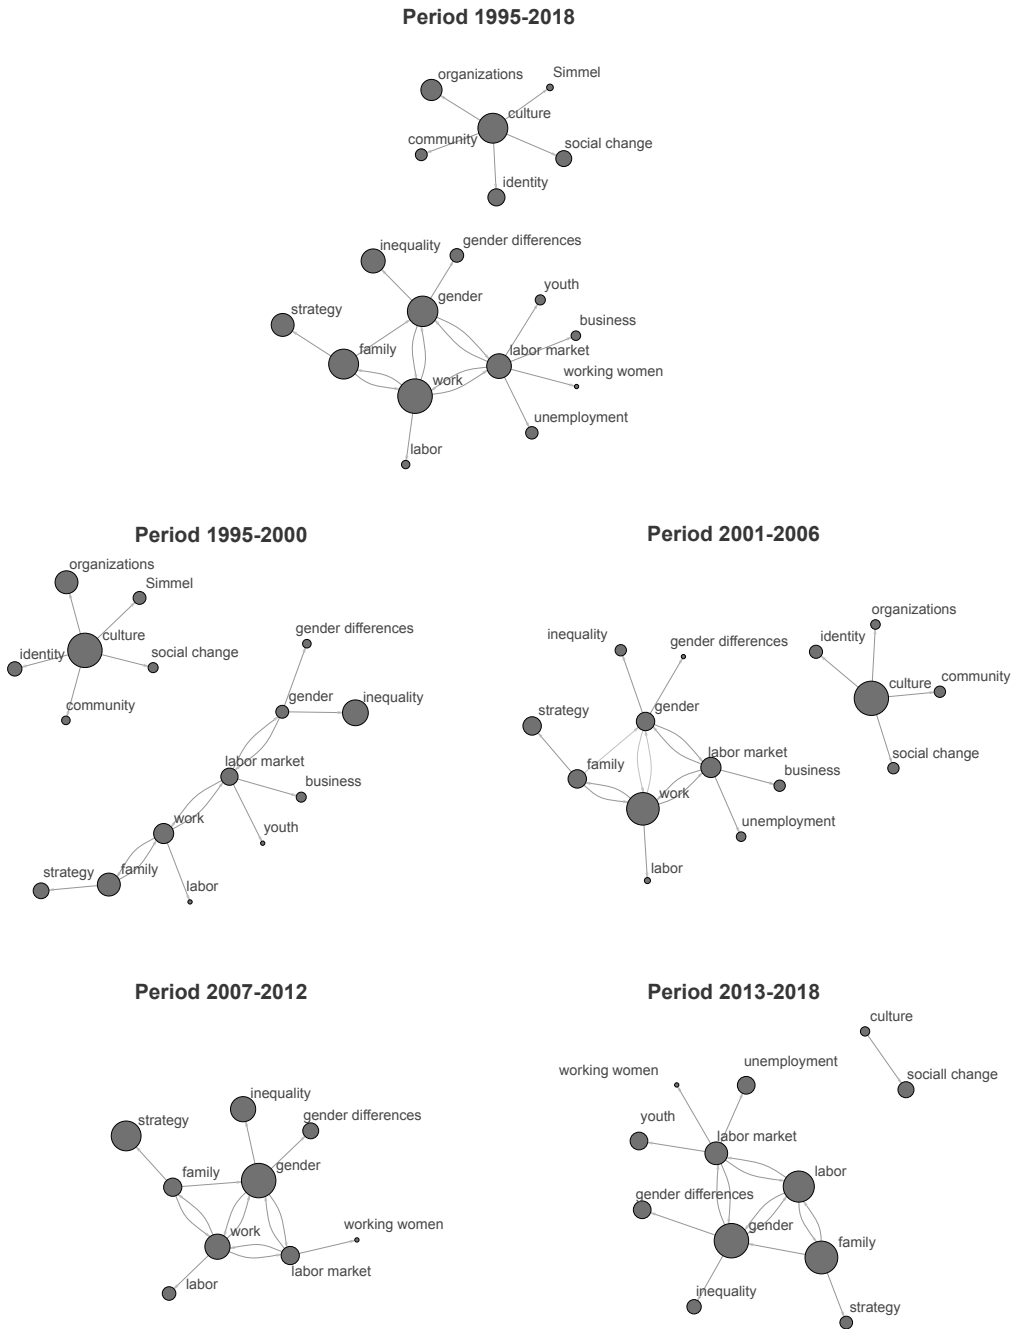 Period 1995-2018
organizations
Simmel
culture
community
social change
identity
inequality
gender differences
youth
gender
strategy
business
family
labor market
working women
work
unemployment
labor
Period 1995-2000
organizations
Simmel
culture
identity
social change
community
gender differences
gender
inequality
labor market
business
work
youth
strategy
family
labor
Period 2001-2006
inequality
gender differences
organizations
identity
community
culture
social change
gender
strategy
family
labor market
business
work
unemployment
labor
Period 2007-2012
inequality
strategy
gender differences
family
gender
work
working women
labor market
labor
Period 2013-2018
culture
sociall change
working women
unemployment
youth
labor market
labor
gender differences
gender
family
inequality
strategy